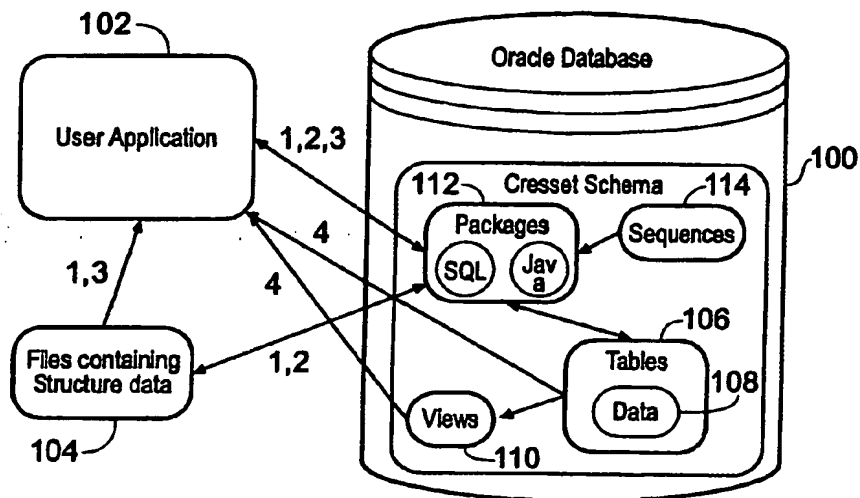 102
Oracle Database
User Application
100
1,2,3
112
Cresset Schema
114
Packages
Sequences
SQL
Jav
a
4
4
1,3
106
1,2
Tables
Files containing
Structure data
108
Data
Views
104
110